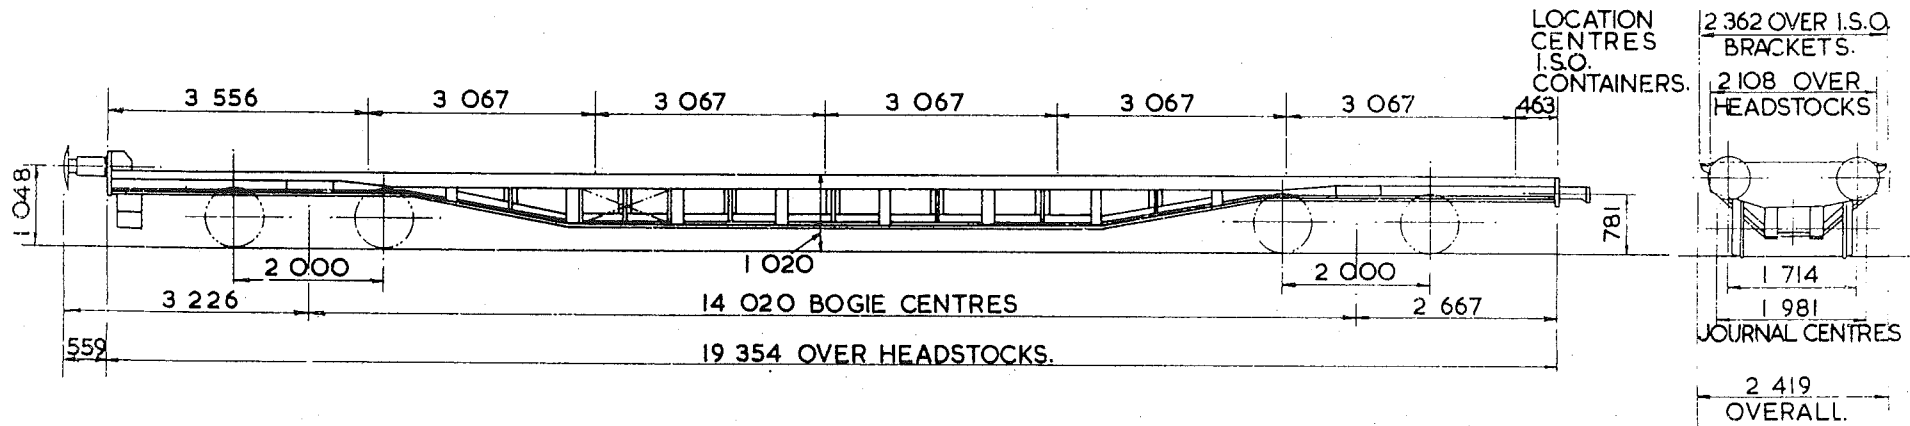 LOCATION
CENTRES
I.S.O.
CONTAINERS.
2 362 OVER I.S.O.
BRACKETS.
2 108 OVER
HEADSTOCKS
3 556
3 067
3 067
3 067
3 067
3 067
463
1 048
781
1 020
2 000
2 000
3 226
14 020 BOGIE CENTRES
2 667
559
19 354 OVER HEADSTOCKS.
1 714
1 981
JOURNAL CENTRES
2 419
OVERALL.